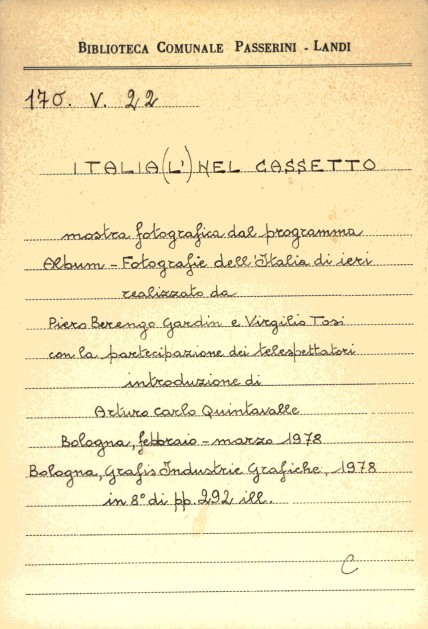 BIBLIOTECA COMUNALE PASSERINI - LANDI
170. V. 22
ITALIA (L') NEL CASSETTO
mostra fotografica dal programma
Album - Fotografie dell'Italia di ieri
realizzato da
Piero Berengo Gardin e Virgilio Tosi
con la partecipazione dei telespettatori
introduzione di
Arturo Carlo Quintavalle
Bologna, febbraio - marzo 1978
Bologna, Grafis Industrie Grafiche, 1978
in 8° di pp. 292 ill.
C